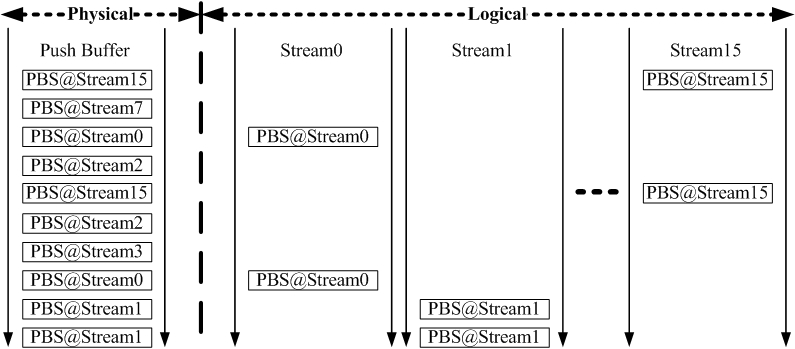 Physical Logical
Push Buffer Stream0 Stream1 Stream15
PBS@Stream15 PBS@Stream15
PBS@Stream7
PBS@Stream0 PBS@Stream0
PBS@Stream2
PBS@Stream15 PBS@Stream15
PBS@Stream2
PBS@Stream3
PBS@Stream0 PBS@Stream0
PBS@Stream1 PBS@Stream1
PBS@Stream1 PBS@Stream1